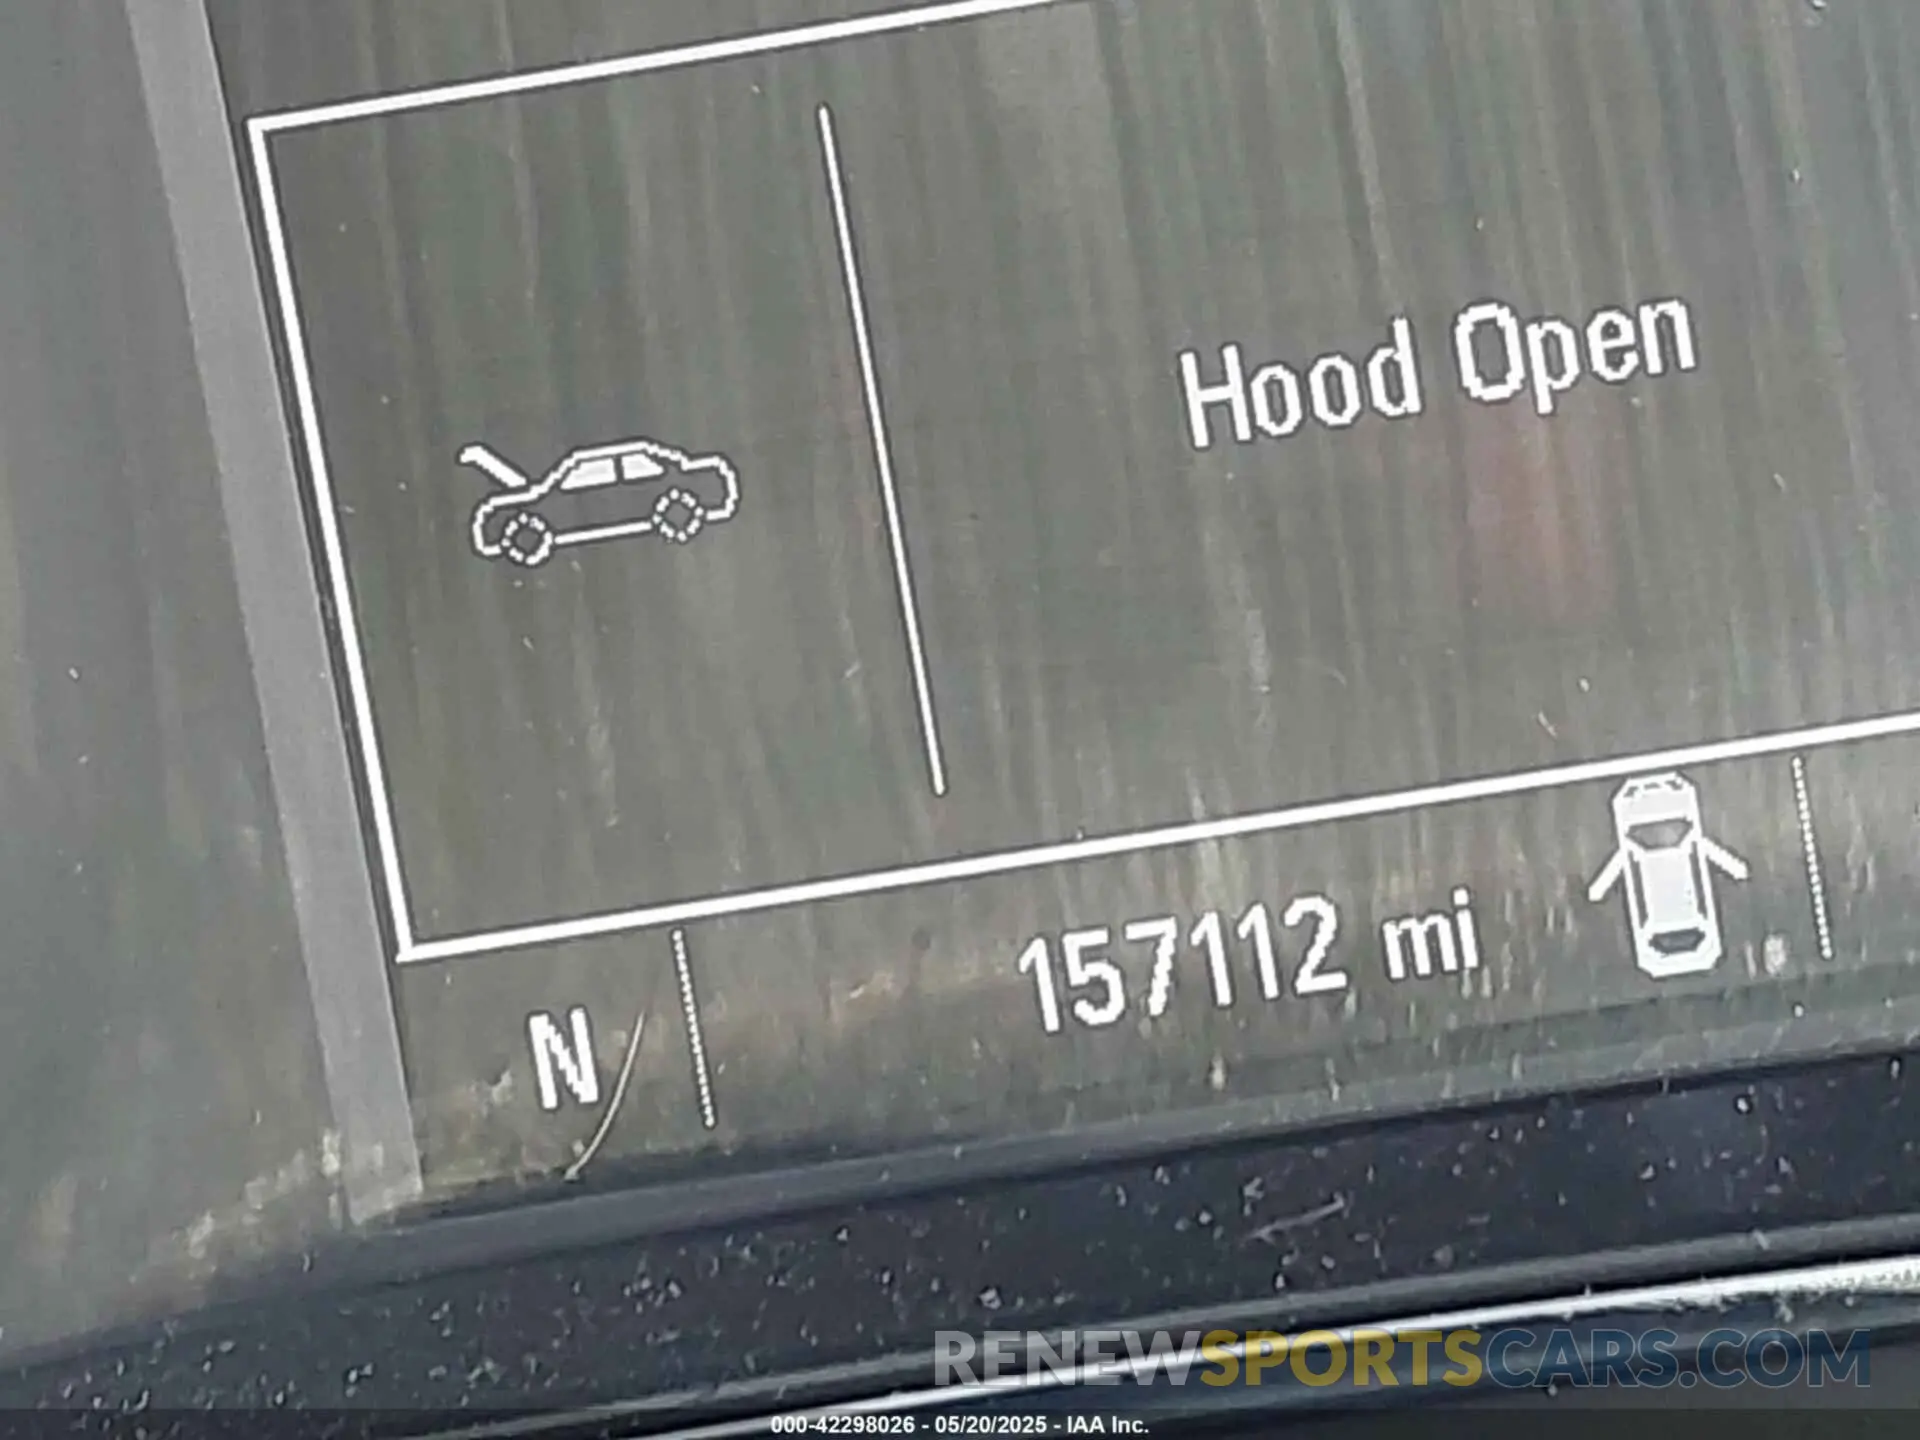 Hood Open
N 157112 mi
RENEWSPORTSCARS.COM
000-42298026 - 05/20/2025 - IAA Inc.